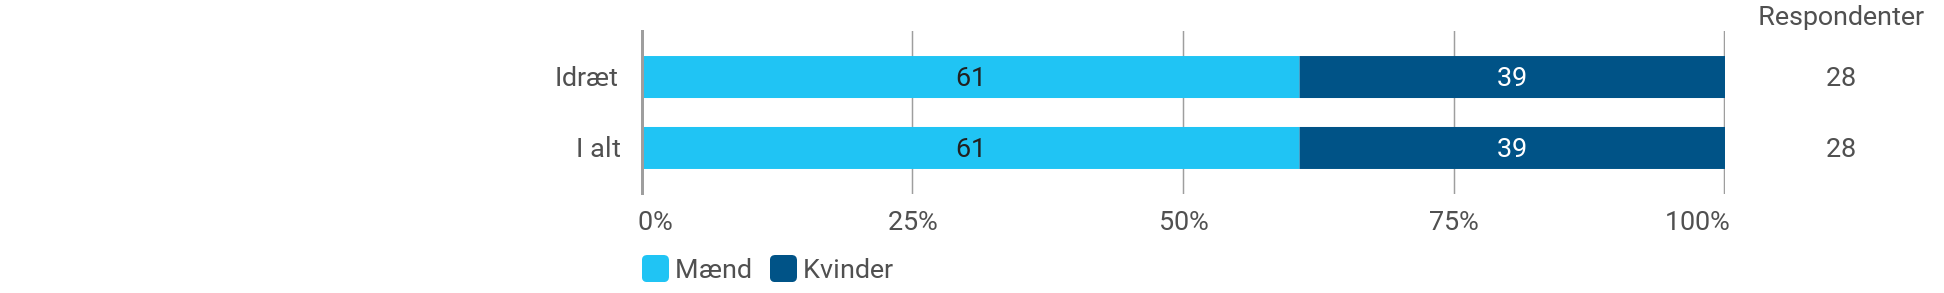 Respondenter
Idræt 61 39 28
I alt 61 39 28
0% 25% 50% 75% 100%
Mænd Kvinder